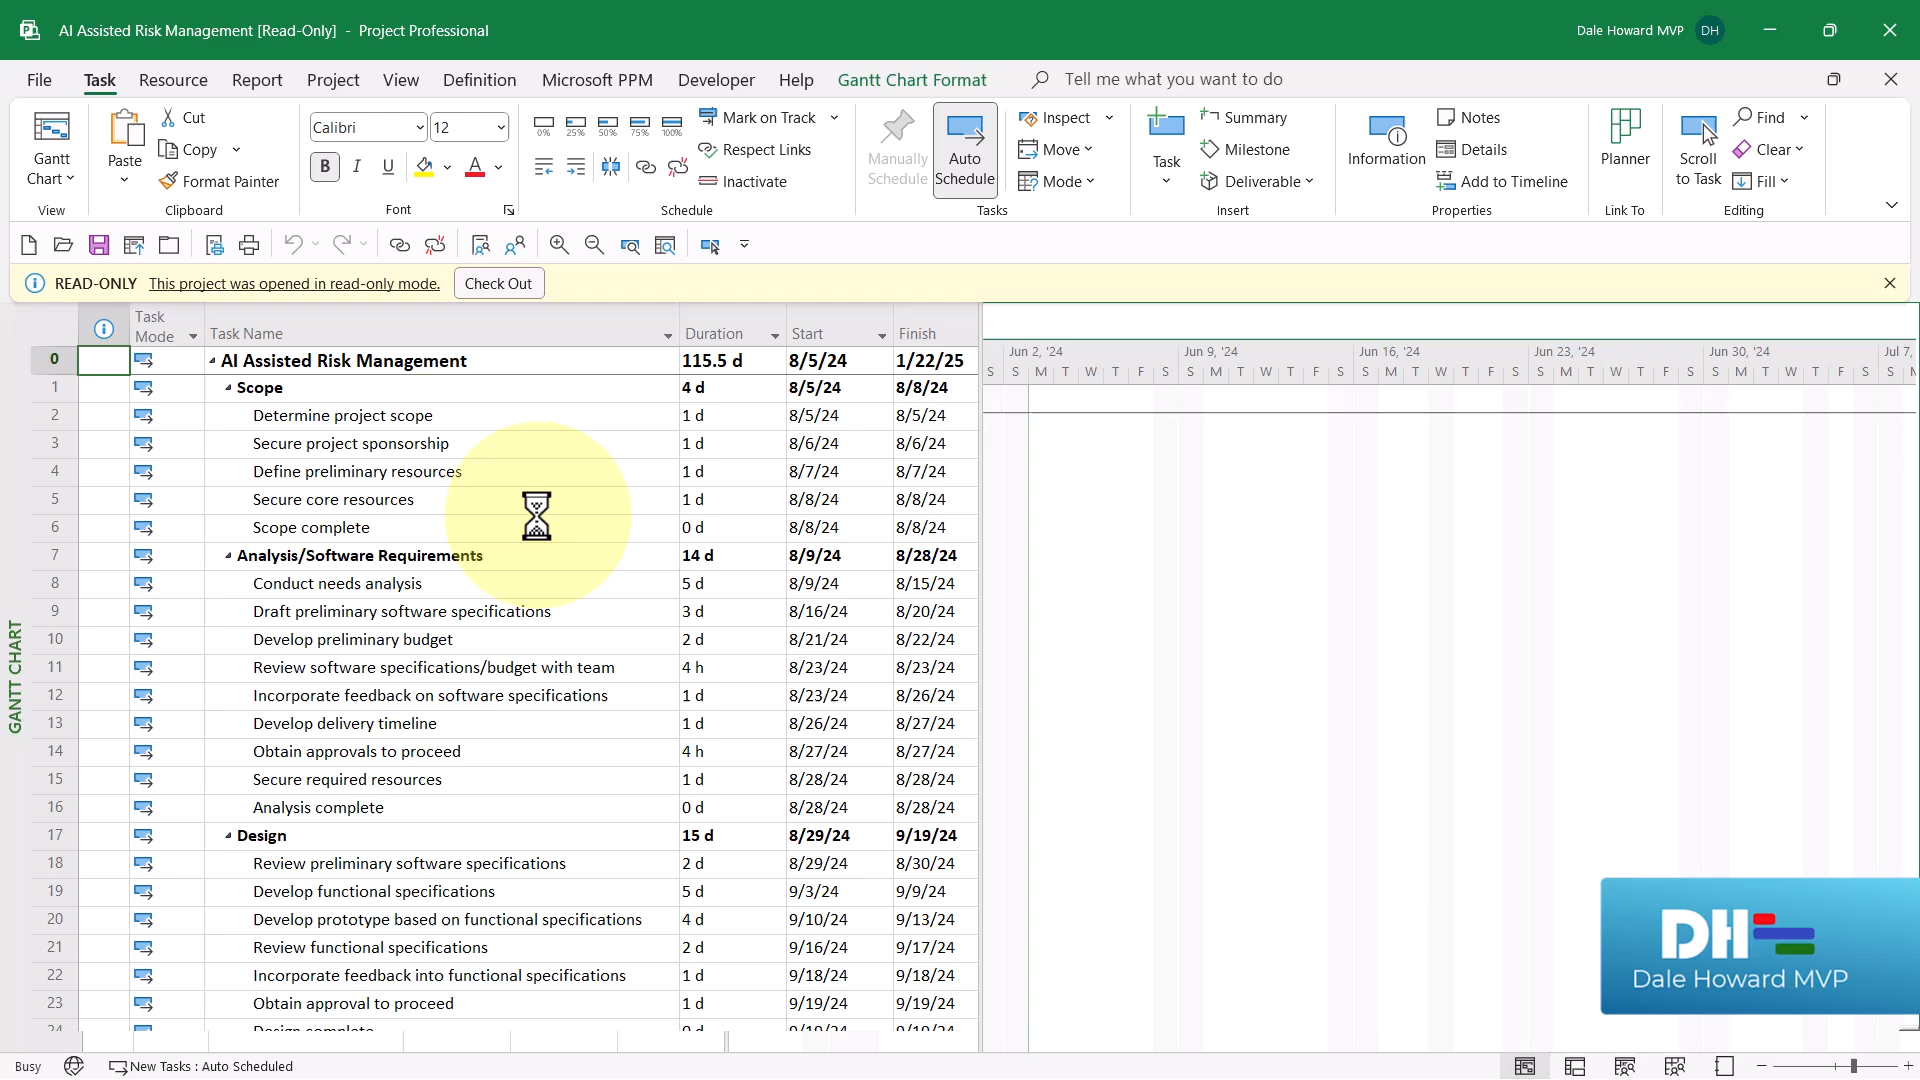 AI Assisted Risk Management [Read-Only] - Project Professional
Dale Howard MVP DH
File Task Resource Report Project View Definition Microsoft PPM Developer Help Gantt Chart Format Tell me what you want to do
Gantt Chart
View
Paste
Cut
Copy
Format Painter
Clipboard
Calibri 12
B I U A
Font
0% 25% 50% 75% 100%
Mark on Track
Respect Links
Inactivate
Schedule
Manually Schedule
Auto Schedule
Inspect
Move
Mode
Tasks
Task
Summary
Milestone
Deliverable
Insert
Information
Notes
Details
Add to Timeline
Properties
Planner
Link To
Scroll to Task
Find
Clear
Fill
Editing
READ-ONLY This project was opened in read-only mode. Check Out
Task Mode Task Name Duration Start Finish
0 AI Assisted Risk Management 115.5 d 8/5/24 1/22/25
1 Scope 4 d 8/5/24 8/8/24
2 Determine project scope 1 d 8/5/24 8/5/24
3 Secure project sponsorship 1 d 8/6/24 8/6/24
4 Define preliminary resources 1 d 8/7/24 8/7/24
5 Secure core resources 1 d 8/8/24 8/8/24
6 Scope complete 0 d 8/8/24 8/8/24
7 Analysis/Software Requirements 14 d 8/9/24 8/28/24
8 Conduct needs analysis 5 d 8/9/24 8/15/24
9 Draft preliminary software specifications 3 d 8/16/24 8/20/24
10 Develop preliminary budget 2 d 8/21/24 8/22/24
11 Review software specifications/budget with team 4 h 8/23/24 8/23/24
12 Incorporate feedback on software specifications 1 d 8/23/24 8/26/24
13 Develop delivery timeline 1 d 8/26/24 8/27/24
14 Obtain approvals to proceed 4 h 8/27/24 8/27/24
15 Secure required resources 1 d 8/28/24 8/28/24
16 Analysis complete 0 d 8/28/24 8/28/24
17 Design 15 d 8/29/24 9/19/24
18 Review preliminary software specifications 2 d 8/29/24 8/30/24
19 Develop functional specifications 5 d 9/3/24 9/9/24
20 Develop prototype based on functional specifications 4 d 9/10/24 9/13/24
21 Review functional specifications 2 d 9/16/24 9/17/24
22 Incorporate feedback into functional specifications 1 d 9/18/24 9/18/24
23 Obtain approval to proceed 1 d 9/19/24 9/19/24
24 Design complete 0 d 9/19/24 9/19/24
Jun 2, '24 Jun 9, '24 Jun 16, '24 Jun 23, '24 Jun 30, '24 Jul 7,
S S M T W T F S S M T W T F S S M T W T F S S M T W T F S S M T W T F S S M
GANTT CHART
DH
Dale Howard MVP
Busy New Tasks : Auto Scheduled